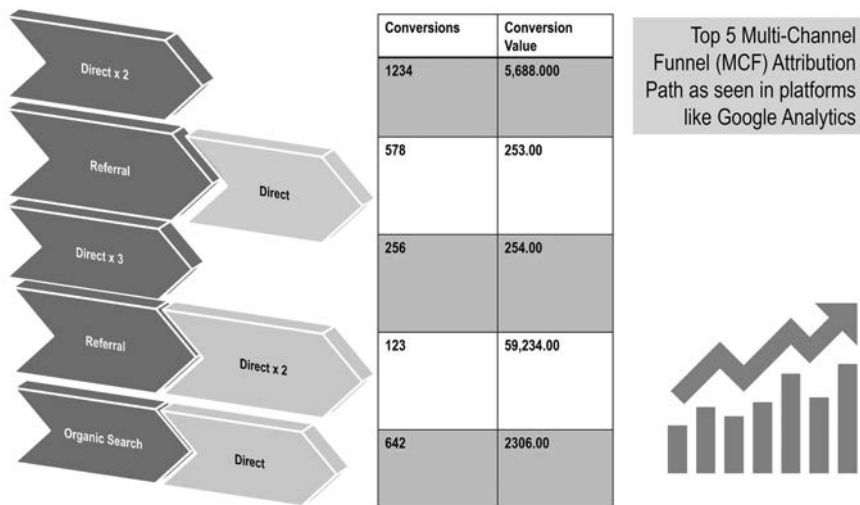 Direct x 2
Referral
Direct
Direct x 3
Referral
Direct x 2
Organic Search
Direct
Conversions
Conversion
Value
1234
5,688.000
578
253.00
256
254.00
123
59,234.00
642
2306.00
Top 5 Multi-Channel
Funnel (MCF) Attribution
Path as seen in platforms
like Google Analytics